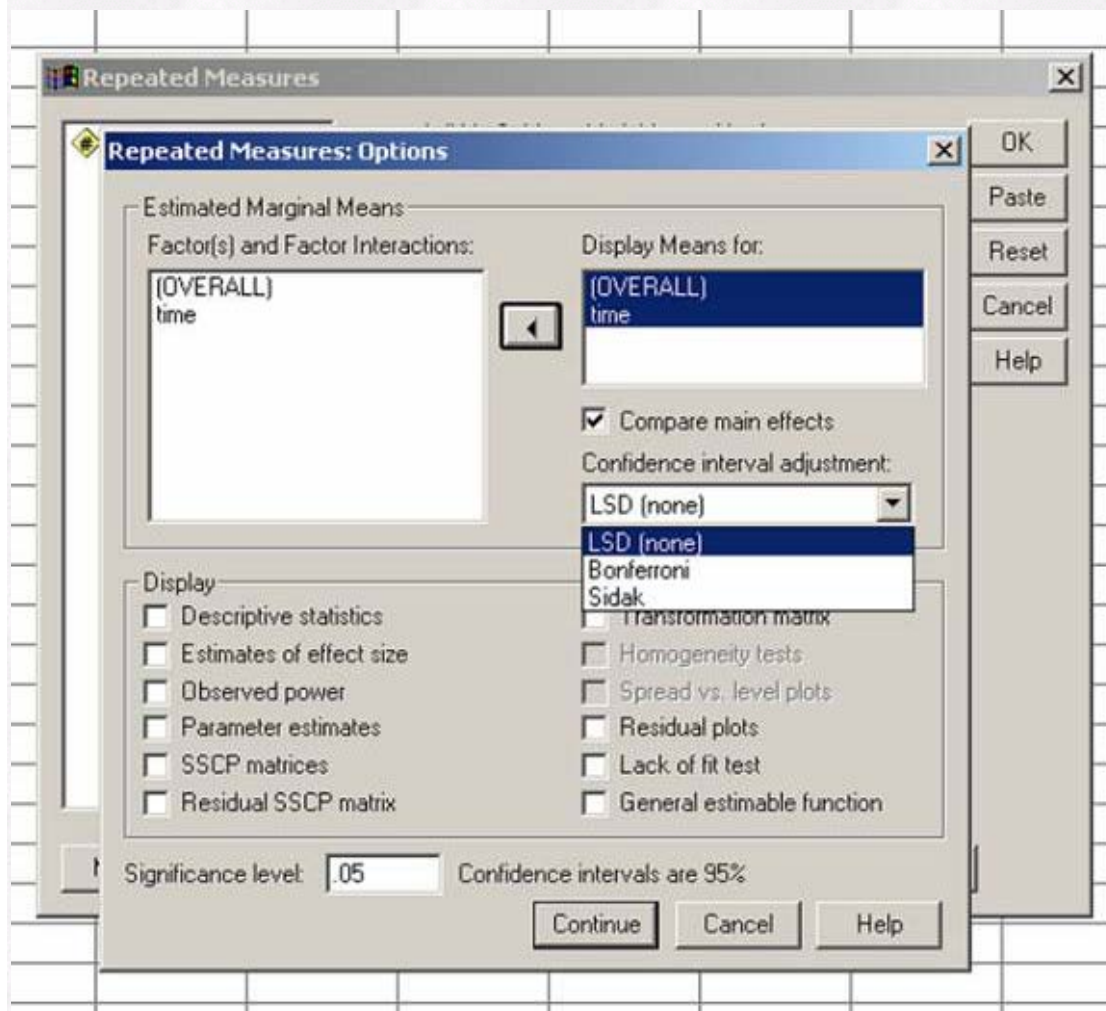 Repeated Measures
OK
Paste
Reset
Cancel
Help
Repeated Measures: Options
Estimated Marginal Means
Factor(s) and Factor Interactions:
(OVERALL)
time
Display Means for:
(OVERALL)
time
Compare main effects
Confidence interval adjustment:
LSD (none)
LSD (none)
Bonferroni
Sidak
Display
Descriptive statistics
Estimates of effect size
Observed power
Parameter estimates
SSCP matrices
Residual SSCP matrix
Transformation matrix
Homogeneity tests
Spread vs. level plots
Residual plots
Lack of fit test
General estimable function
Significance level: .05 Confidence intervals are 95%
Continue
Cancel
Help